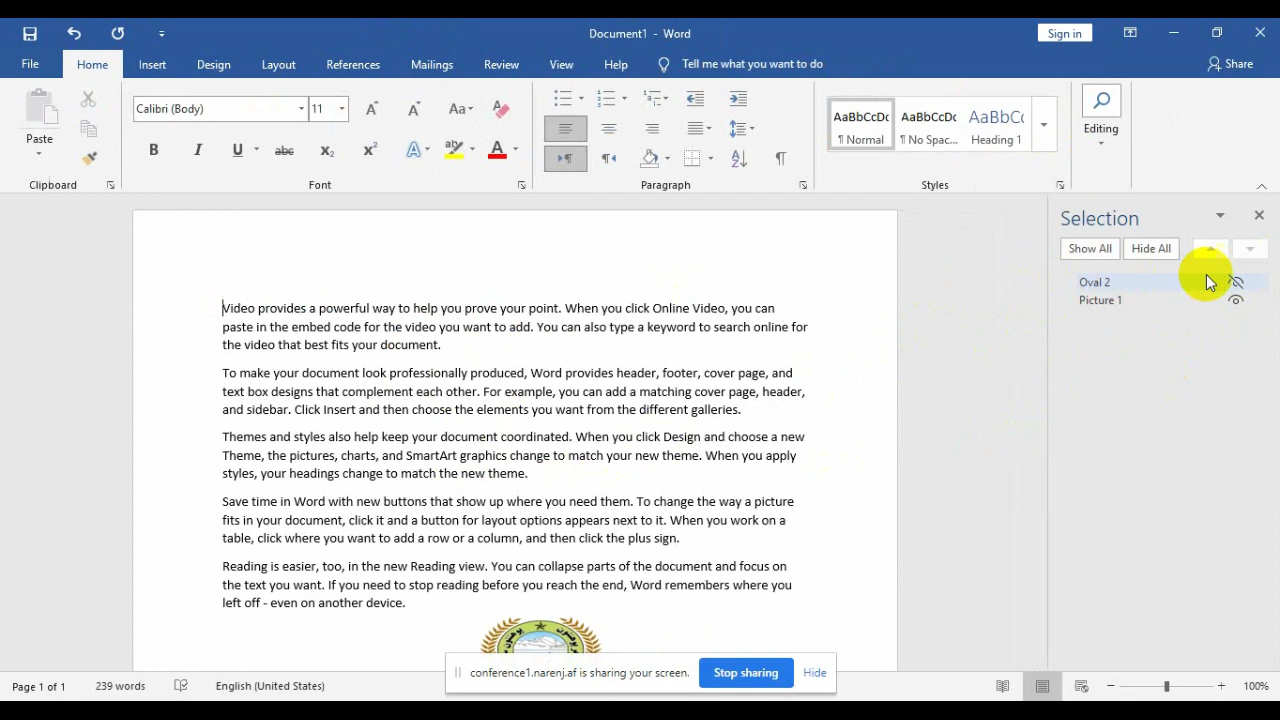 Document1 - Word
Sign in
File Home Insert Design Layout References Mailings Review View Help Tell me what you want to do Share
Paste
Clipboard
Calibri (Body) 11
Aa
B I U abc X₂ X² A ab A
Font
Paragraph
AaBbCcDc AaBbCcDc AaBbC
¶ Normal ¶ No Spac... Heading 1
Styles
Editing
Selection
Show All Hide All
Oval 2
Picture 1
Video provides a powerful way to help you prove your point. When you click Online Video, you can
paste in the embed code for the video you want to add. You can also type a keyword to search online for
the video that best fits your document.
To make your document look professionally produced, Word provides header, footer, cover page, and
text box designs that complement each other. For example, you can add a matching cover page, header,
and sidebar. Click Insert and then choose the elements you want from the different galleries.
Themes and styles also help keep your document coordinated. When you click Design and choose a new
Theme, the pictures, charts, and SmartArt graphics change to match your new theme. When you apply
styles, your headings change to match the new theme.
Save time in Word with new buttons that show up where you need them. To change the way a picture
fits in your document, click it and a button for layout options appears next to it. When you work on a
table, click where you want to add a row or a column, and then click the plus sign.
Reading is easier, too, in the new Reading view. You can collapse parts of the document and focus on
the text you want. If you need to stop reading before you reach the end, Word remembers where you
left off - even on another device.
conference1.narenj.af is sharing your screen. Stop sharing Hide
Page 1 of 1 239 words English (United States) 100%